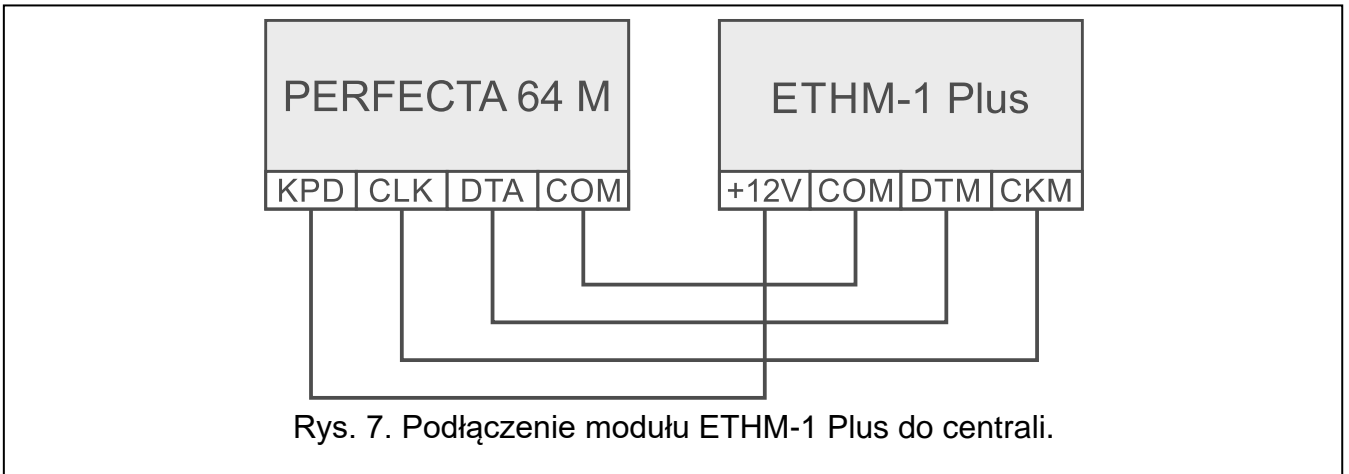 PERFECTA 64 M
ETHM-1 Plus
KPD CLK DTA COM
+12V COM DTM CKM
Rys. 7. Podłączenie modułu ETHM-1 Plus do centrali.